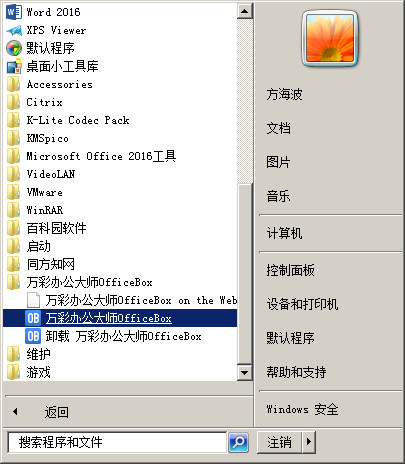 Word 2016
XPS Viewer
默认程序
桌面小工具库
Accessories
Citrix
K-Lite Codec Pack
KMSpico
Microsoft Office 2016工具
VideoLAN
VMware
WinRAR
百科园软件
启动
同方知网
万彩办公大师OfficeBox
万彩办公大师OfficeBox on the Web
OB 万彩办公大师OfficeBox
OB 卸载 万彩办公大师OfficeBox
维护
游戏
返回
搜索程序和文件
方海波
文档
图片
音乐
计算机
控制面板
设备和打印机
默认程序
帮助和支持
Windows 安全
注销